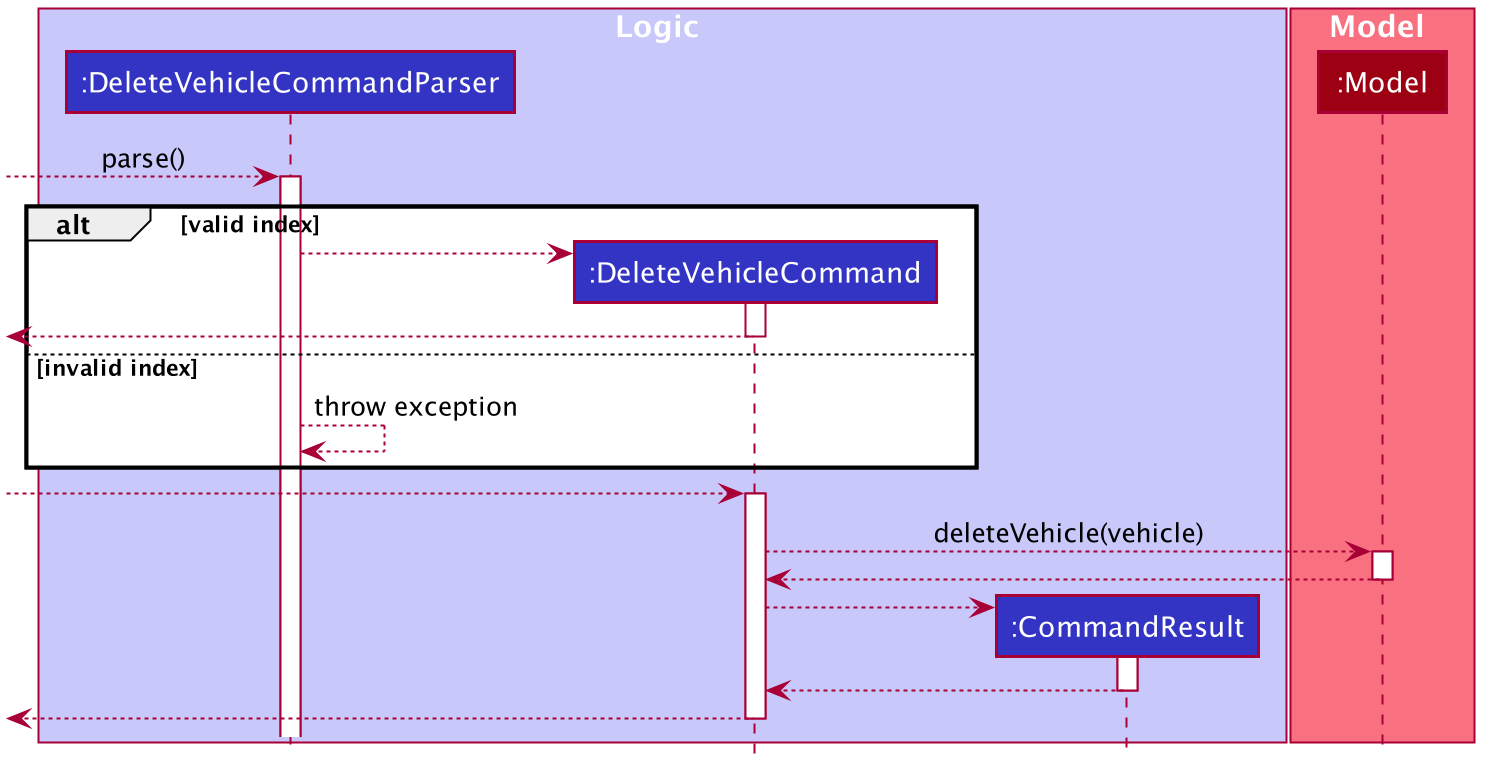 Logic
Model
:DeleteVehicleCommandParser
:Model
parse()
alt
[valid index]
:DeleteVehicleCommand
[invalid index]
throw exception
deleteVehicle(vehicle)
:CommandResult